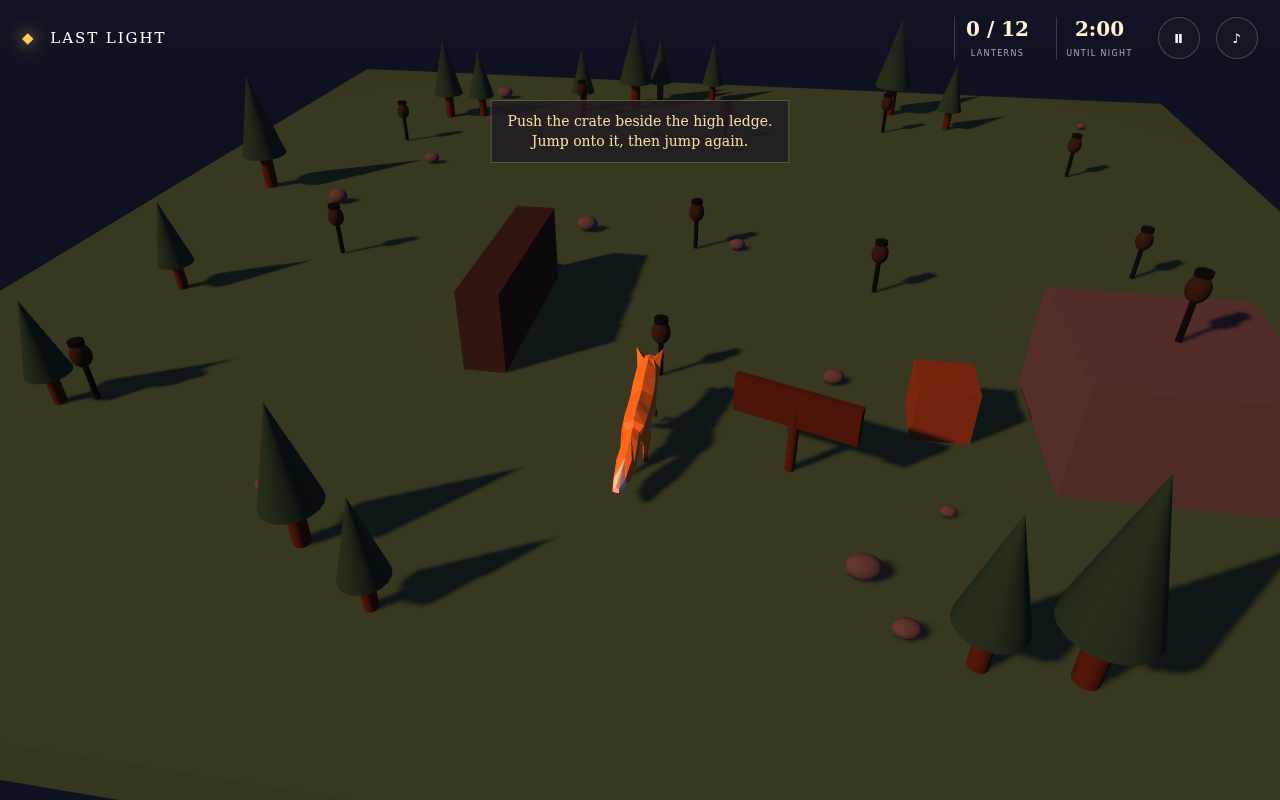 LAST LIGHT
0 / 12
LANTERNS
2:00
UNTIL NIGHT
Push the crate beside the high ledge.
Jump onto it, then jump again.